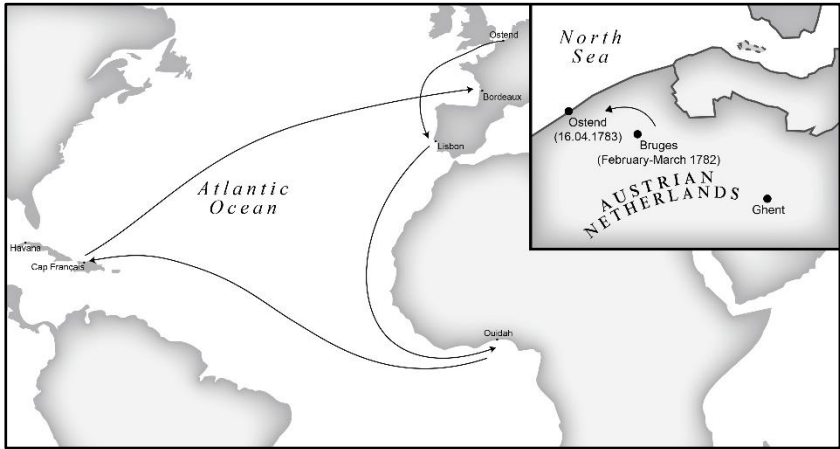 Ostend
Bordeaux
Lisbon
Atlantic
Ocean
Havana
Cap Français
Ouidah
North
Sea
Ostend
(16.04.1783)
Bruges
(February-March 1782)
AUSTRIAN
NETHERLANDS
Ghent